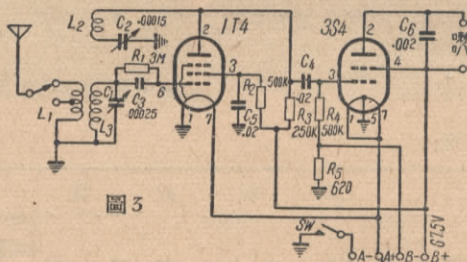 L2
C2 .00015
1T4
3S4
2
2
C6
.002
R1 3M
C4
.02
4
3
3
500K
R2
6
L1
C1
C3
.00025
L3
C5
.02
R3
250K
R4
500K
1
7
1
5
7
R5
620
圖 3
SW
67.5V
A- A+ B- B+